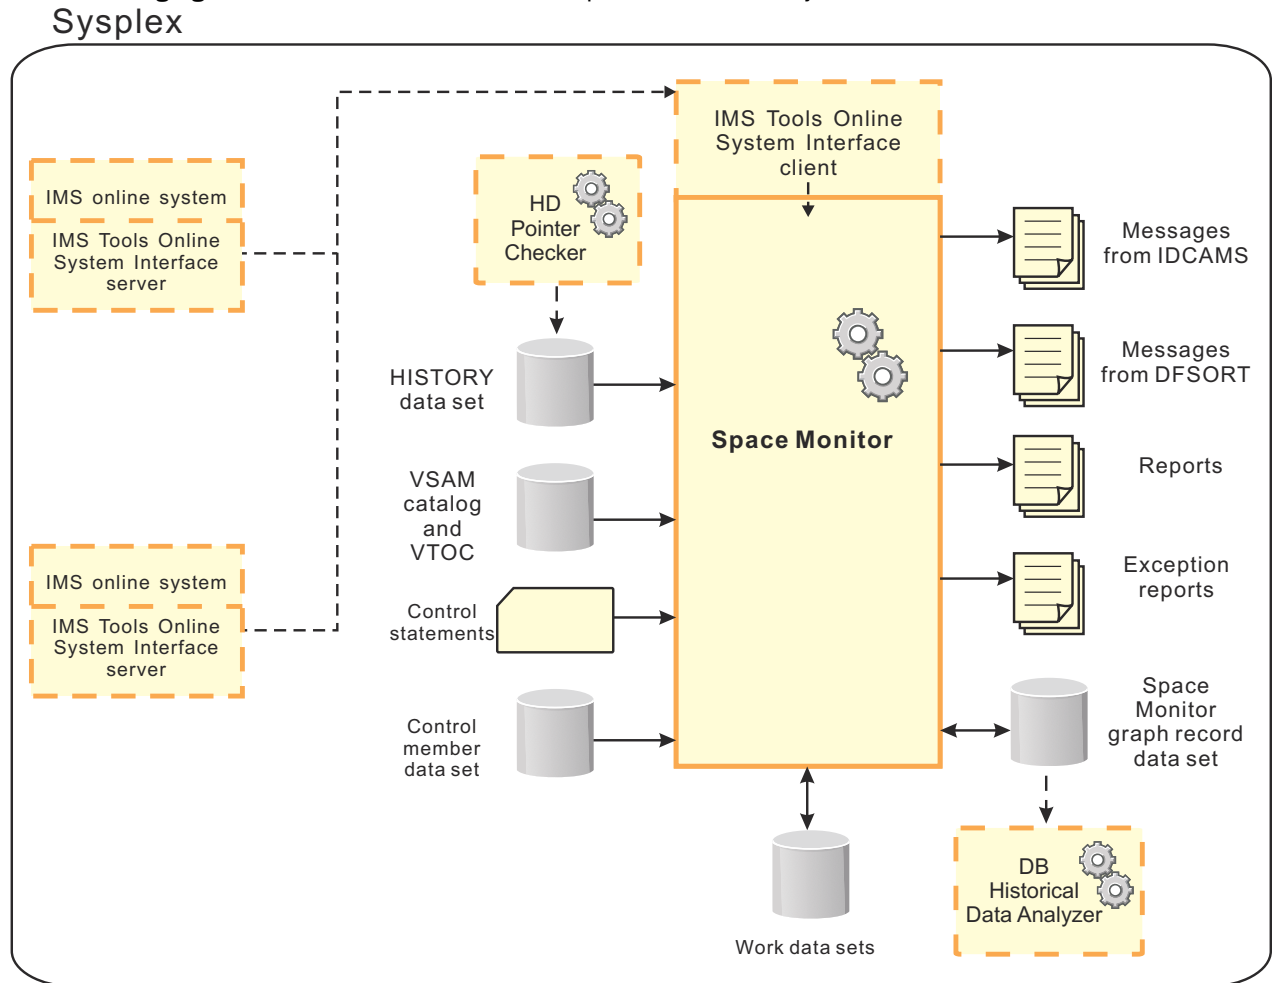 Sysplex
IMS Tools Online
System Interface
client
IMS online system
IMS Tools Online
System Interface
server
HD
Pointer
Checker
Messages
from IDCAMS
HISTORY
data set
Messages
from DFSORT
Space Monitor
VSAM
catalog
and
VTOC
Reports
Exception
reports
IMS online system
IMS Tools Online
System Interface
server
Control
statements
Control
member
data set
Space
Monitor
graph record
data set
DB
Historical
Data Analyzer
Work data sets